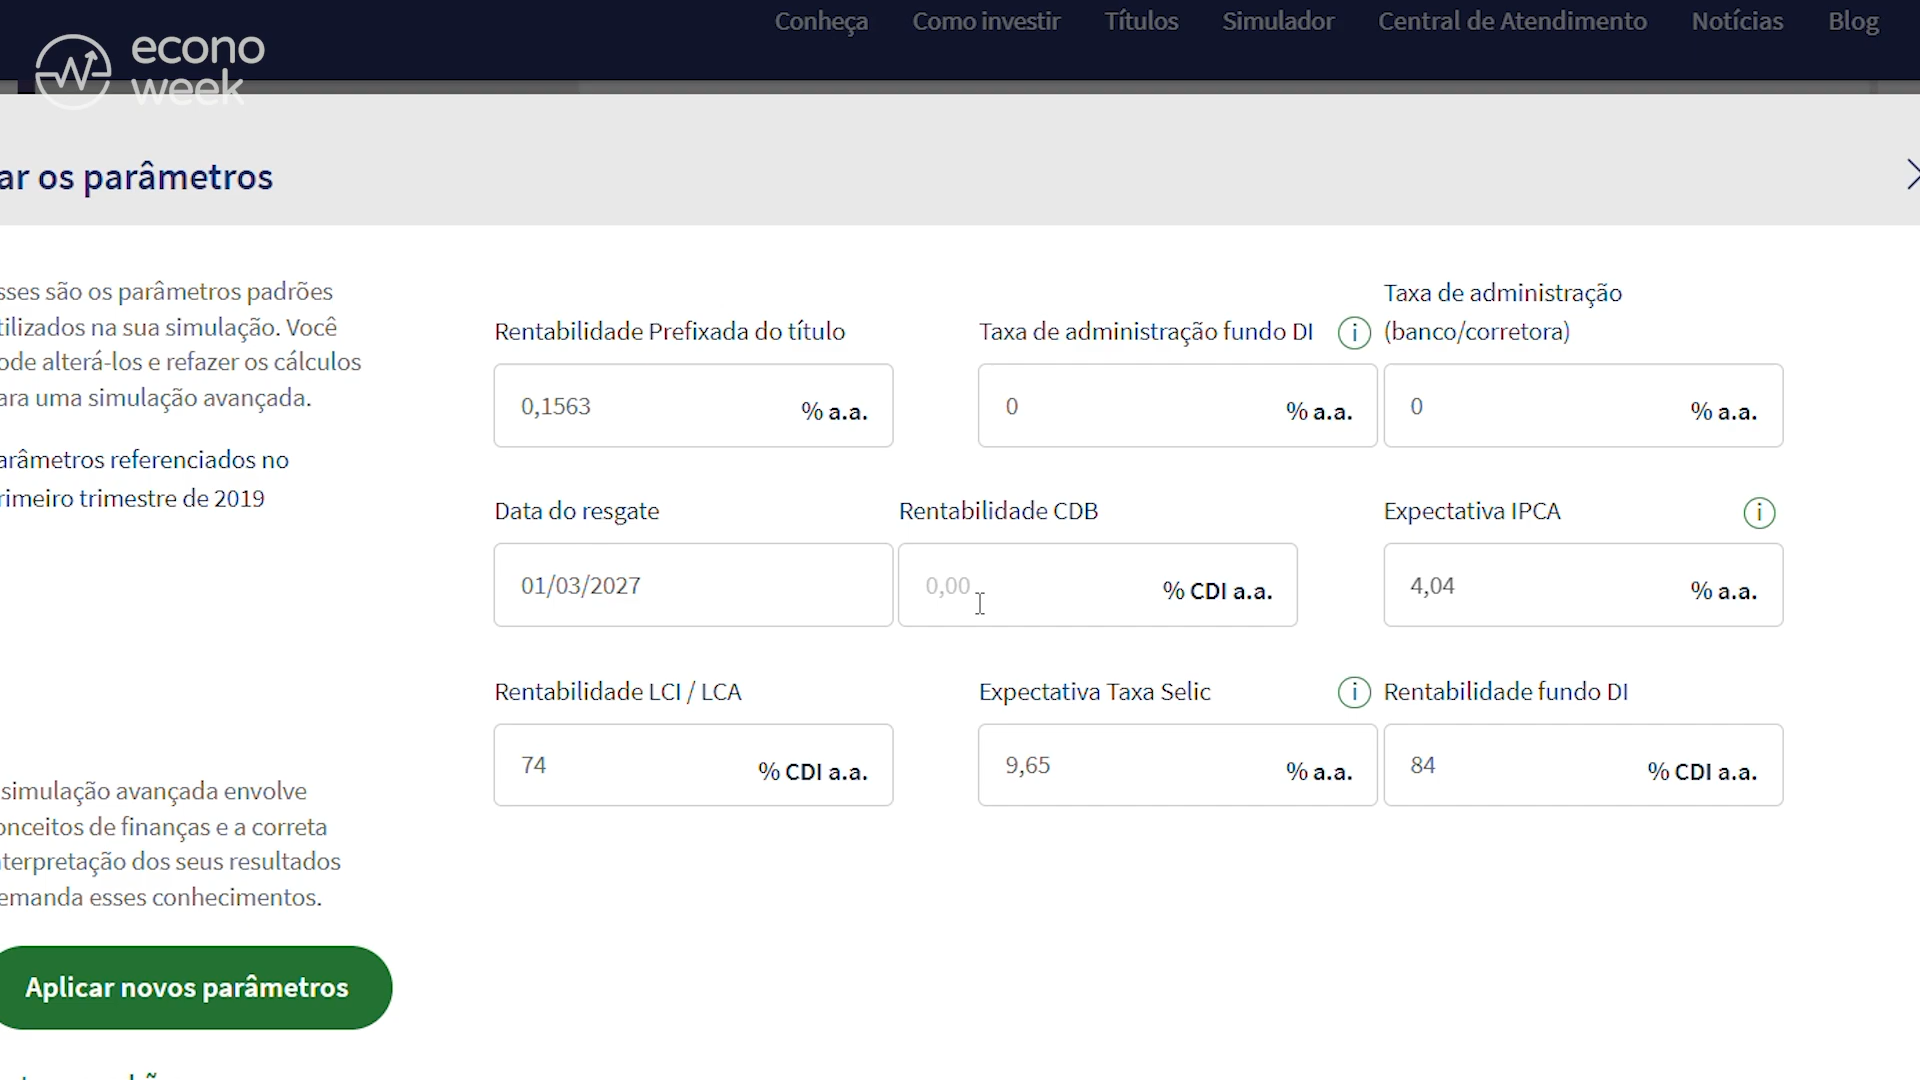 Conheça Como investir Títulos Simulador Central de Atendimento Notícias Blog
econo
week
ar os parâmetros
sses são os parâmetros padrões
tilizados na sua simulação. Você
ode alterá-los e refazer os cálculos
ara uma simulação avançada.
arâmetros referenciados no
rimeiro trimestre de 2019
simulação avançada envolve
onceitos de finanças e a correta
nterpretação dos seus resultados
emanda esses conhecimentos.
Aplicar novos parâmetros
Rentabilidade Prefixada do título
0,1563 % a.a.
Taxa de administração fundo DI i
0 % a.a.
Taxa de administração
(banco/corretora)
0 % a.a.
Data do resgate
01/03/2027
Rentabilidade CDB
0,00 % CDI a.a.
Expectativa IPCA i
4,04 % a.a.
Rentabilidade LCI / LCA
74 % CDI a.a.
Expectativa Taxa Selic i
9,65 % a.a.
Rentabilidade fundo DI
84 % CDI a.a.